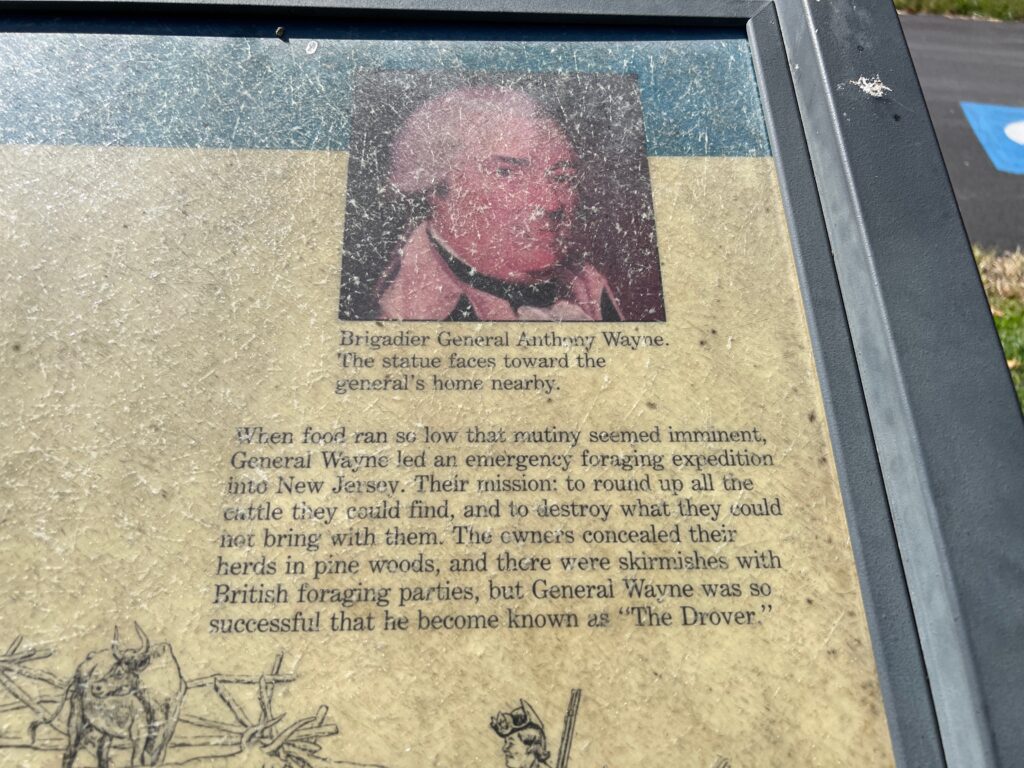 Brigadier General Anthony Wayne.
The statue faces toward the
general's home nearby.
When food ran so low that mutiny seemed imminent,
General Wayne led an emergency foraging expedition
into New Jersey. Their mission: to round up all the
cattle they could find, and to destroy what they could
not bring with them. The owners concealed their
herds in pine woods, and there were skirmishes with
British foraging parties, but General Wayne was so
successful that he become known as “The Drover.”